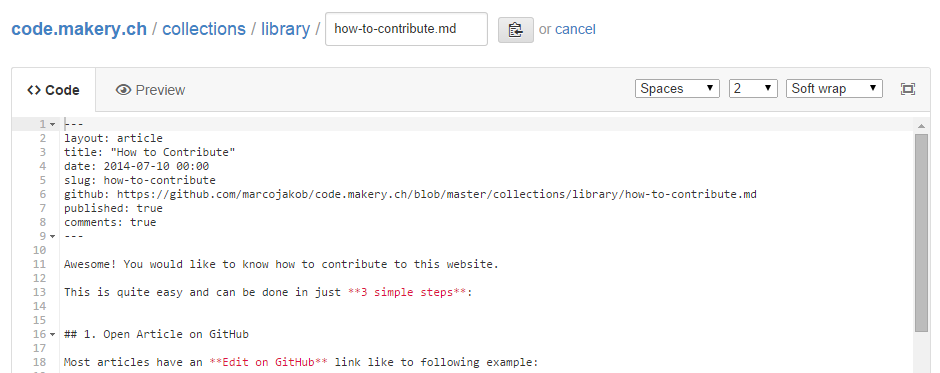 code.makery.ch / collections / library / how-to-contribute.md or cancel
<> Code Preview Spaces 2 Soft wrap
1 ---
2 layout: article
3 title: "How to Contribute"
4 date: 2014-07-10 00:00
5 slug: how-to-contribute
6 github: https://github.com/marcojakob/code.makery.ch/blob/master/collections/library/how-to-contribute.md
7 published: true
8 comments: true
9 ---
10
11 Awesome! You would like to know how to contribute to this website.
12
13 This is quite easy and can be done in just **3 simple steps**:
14
15
16 ## 1. Open Article on GitHub
17
18 Most articles have an **Edit on GitHub** link like to following example: